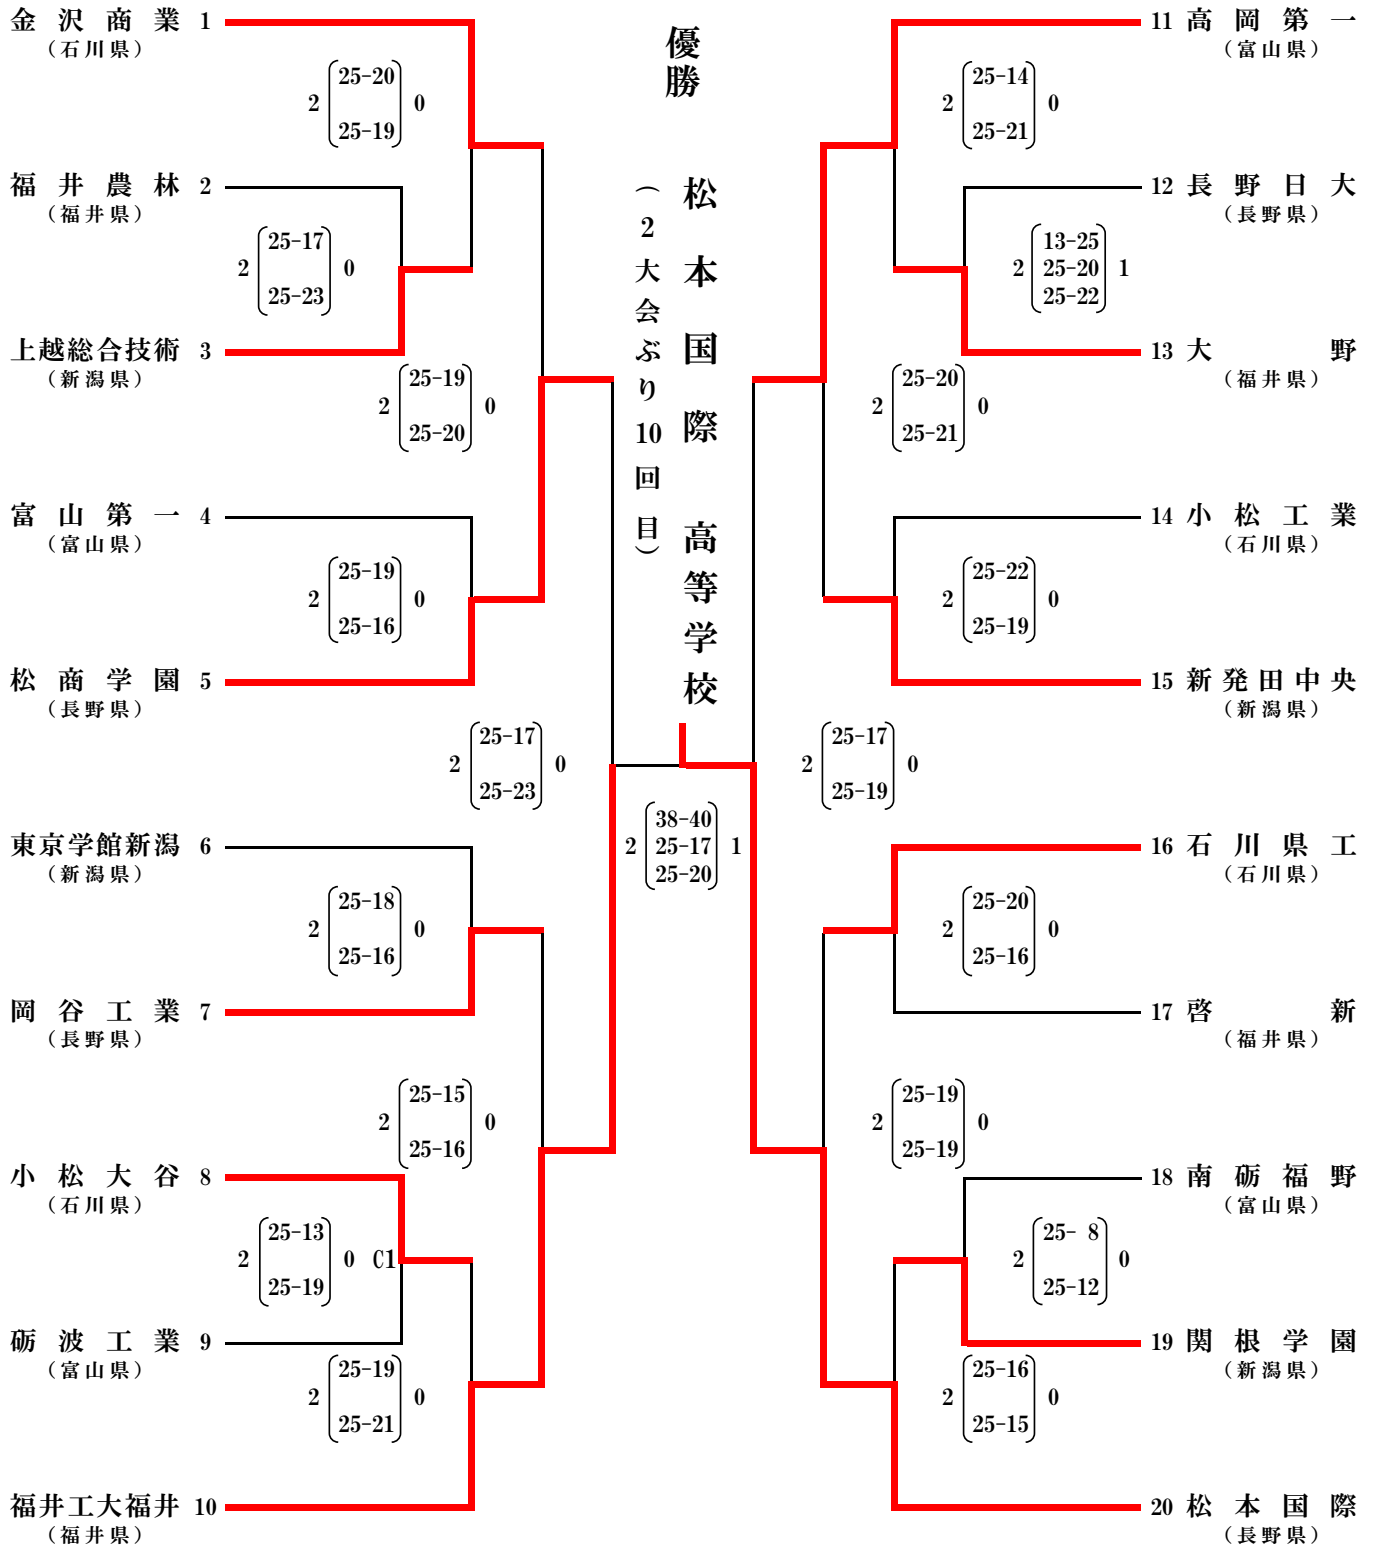 優勝
松本国際 高等学校
（2大会ぶり10回目）
金沢商業 1
（石川県）
2 25-20 0
25-19
福井農林 2
（福井県）
2 25-17 0
25-23
上越総合技術 3
（新潟県）
2 25-19 0
25-20
富山第一 4
（富山県）
2 25-19 0
25-16
松商学園 5
（長野県）
2 25-17 0
25-23
東京学館新潟 6
（新潟県）
2 25-18 0
25-16
岡谷工業 7
（長野県）
2 25-15 0
25-16
小松大谷 8
（石川県）
2 25-13 0 C1
25-19
砺波工業 9
（富山県）
2 25-19 0
25-21
福井工大福井 10
（福井県）
38-40
2 25-17 1
25-20
11 高岡第一
（富山県）
2 25-14 0
25-21
12 長野日大
（長野県）
13-25
2 25-20 1
25-22
13 大野
（福井県）
2 25-20 0
25-21
14 小松工業
（石川県）
2 25-22 0
25-19
15 新発田中央
（新潟県）
2 25-17 0
25-19
16 石川県工
（石川県）
2 25-20 0
25-16
17 啓新
（福井県）
2 25-19 0
25-19
18 南砺福野
（富山県）
2 25- 8 0
25-12
19 関根学園
（新潟県）
2 25-16 0
25-15
20 松本国際
（長野県）